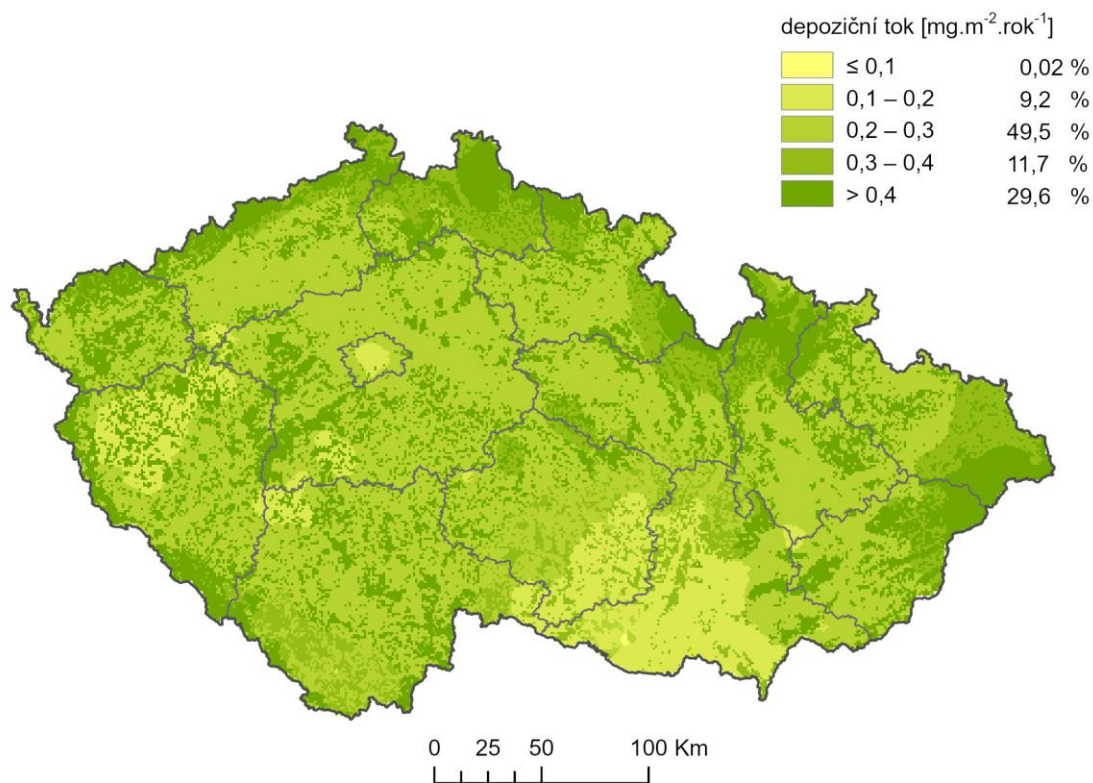 depoziční tok [mg.m⁻².rok⁻¹]
≤ 0,1 0,02 %
0,1 – 0,2 9,2 %
0,2 – 0,3 49,5 %
0,3 – 0,4 11,7 %
> 0,4 29,6 %
0 25 50 100 Km